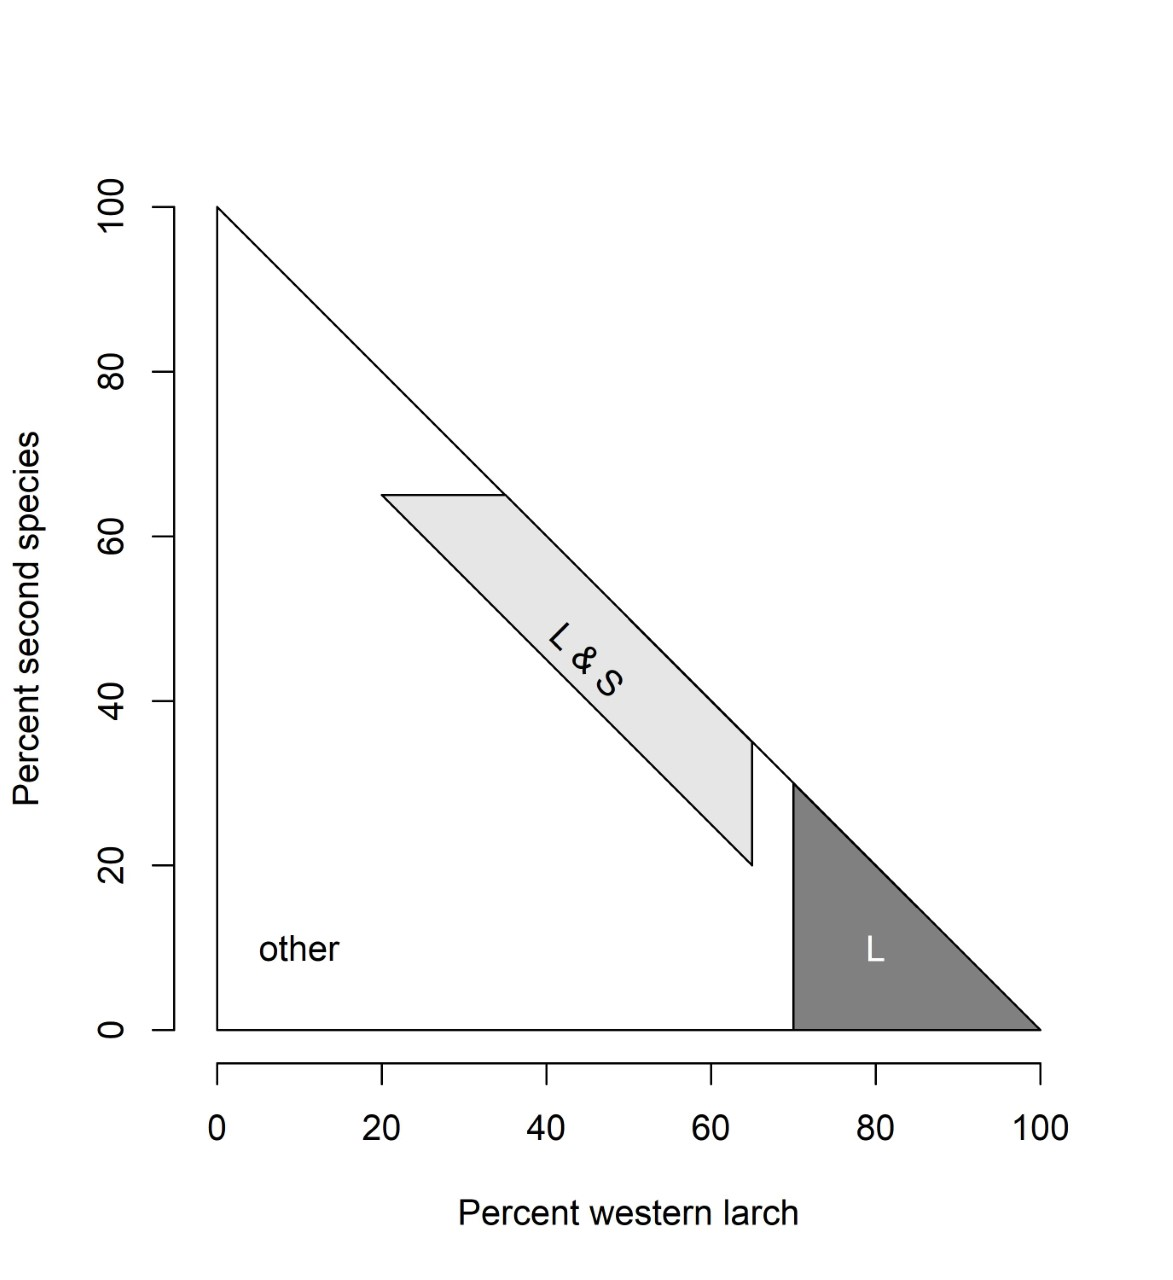 100
80
60
40
20
0
Percent second species
L & S
other
L
0 20 40 60 80 100
Percent western larch